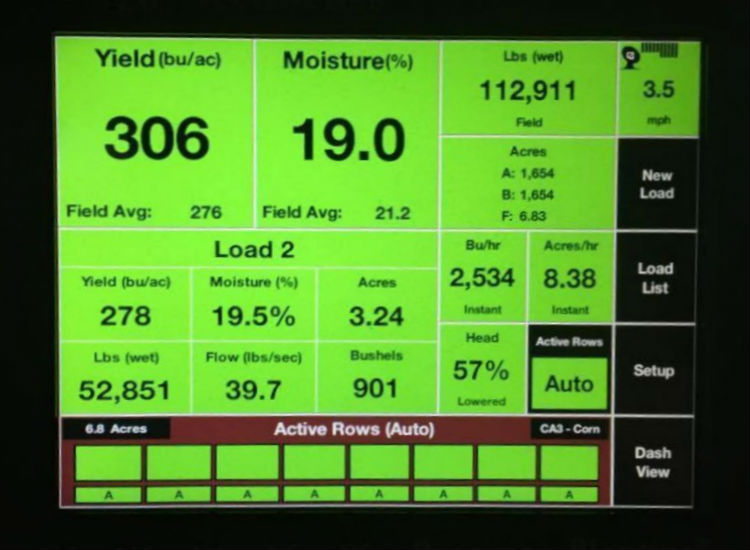 Yield (bu/ac)
306
Field Avg: 276
Moisture(%)
19.0
Field Avg: 21.2
Lbs (wet)
112,911
Field
3.5
mph
Acres
A: 1,654
B: 1,654
F: 6.83
New
Load
Load 2
Yield (bu/ac)
278
Moisture (%)
19.5%
Acres
3.24
Lbs (wet)
52,851
Flow (lbs/sec)
39.7
Bushels
901
Bu/hr
2,534
Instant
Acres/hr
8.38
Instant
Load
List
Head
57%
Lowered
Active Rows
Auto
Setup
6.8 Acres
Active Rows (Auto)
CA3 - Corn
A A A A A A A A
Dash
View